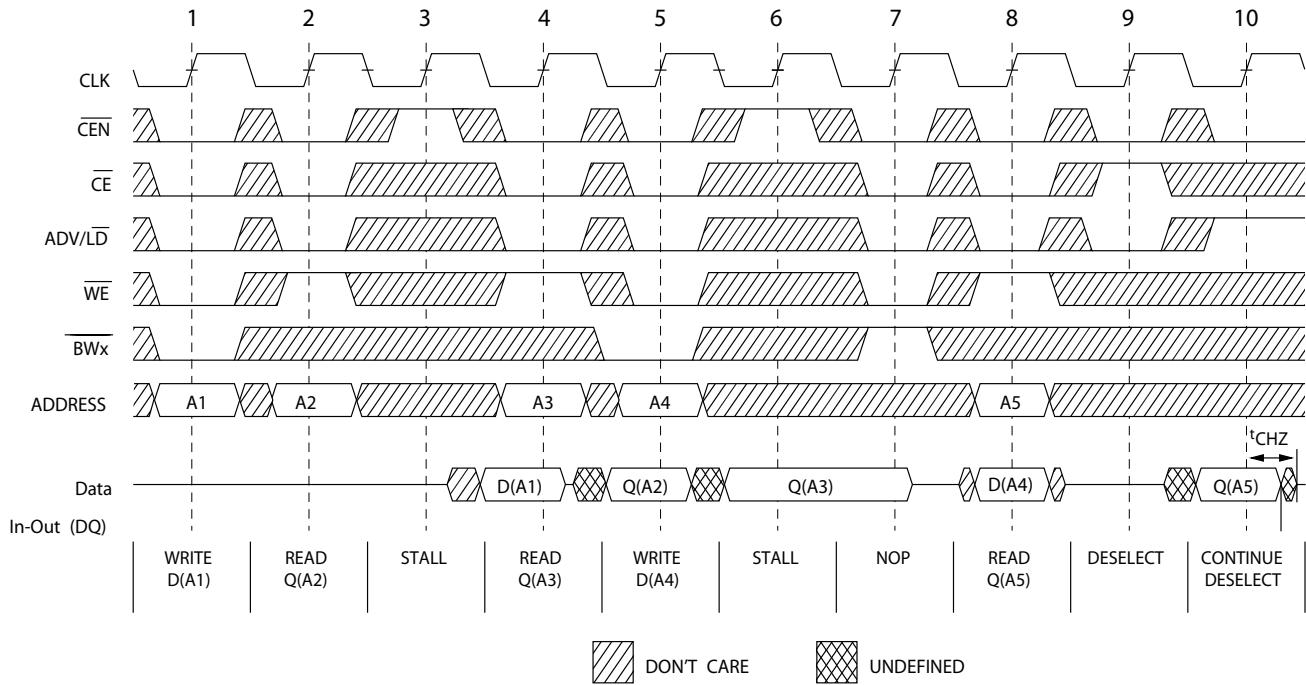 1 2 3 4 5 6 7 8 9 10
CLK
CEN
CE
ADV/LD
WE
BWx
ADDRESS A1 A2 A3 A4 A5
tCHZ
Data D(A1) Q(A2) Q(A3) D(A4) Q(A5)
In-Out (DQ)
WRITE READ STALL READ WRITE STALL NOP READ DESELECT CONTINUE
D(A1) Q(A2) Q(A3) D(A4) Q(A5) DESELECT
DON'T CARE UNDEFINED